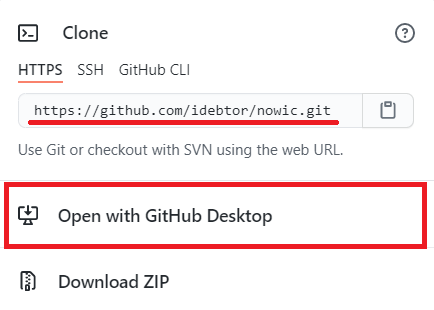 Clone
HTTPS SSH GitHub CLI
https://github.com/idebtor/nowic.git
Use Git or checkout with SVN using the web URL.
Open with GitHub Desktop
Download ZIP